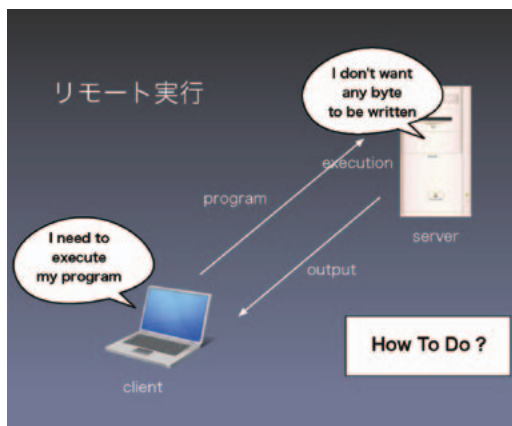 リモート実行
I don't want
any byte
to be written
execution
program
server
I need to
execute
my program
output
How To Do ?
client